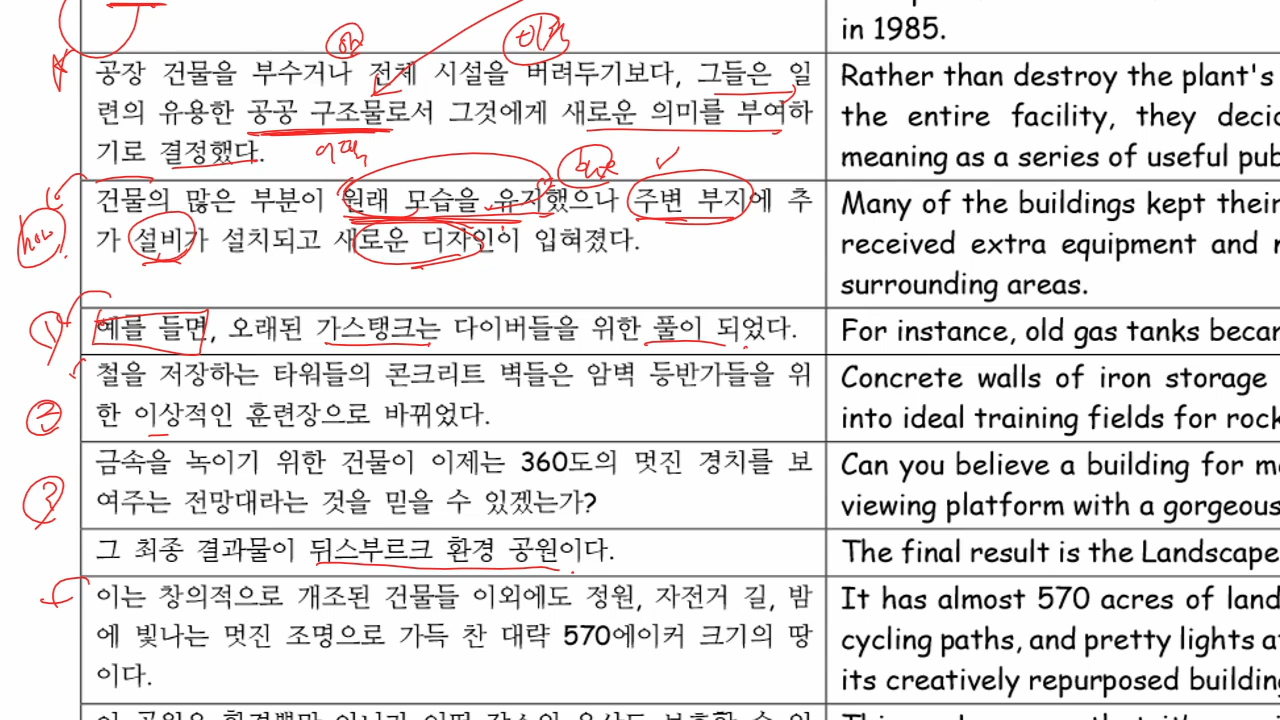 in 1985.
공장 건물을 부수거나 전체 시설을 버려두기보다, 그들은 일
련의 유용한 공공 구조물로서 그것에게 새로운 의미를 부여하
기로 결정했다.
Rather than destroy the plant's
the entire facility, they
meaning as a series of useful
how
건물의 많은 부분이 원래 모습을 유지했으나 주변 부지에 추
가 설비가 설치되고 새로운 디자인이 입혀졌다.
Many of the buildings kept their
received extra equipment and
surrounding areas.
①
예를 들면, 오래된 가스탱크는 다이버들을 위한 풀이 되었다.
For instance, old gas tanks
②
철을 저장하는 타워들의 콘크리트 벽들은 암벽 등반가들을 위
한 이상적인 훈련장으로 바뀌었다.
Concrete walls of iron storage
into ideal training fields for
③
금속을 녹이기 위한 건물이 이제는 360도의 멋진 경치를 보
여주는 전망대라는 것을 믿을 수 있겠는가?
Can you believe a building for
viewing platform with a gorgeous
그 최종 결과물이 뒤스부르크 환경 공원이다.
The final result is the Landscape
이는 창의적으로 개조된 건물들 이외에도 정원, 자전거 길, 밤
에 빛나는 멋진 조명으로 가득 찬 대략 570에이커 크기의 땅
이다.
It has almost 570 acres of
cycling paths, and pretty lights
its creatively repurposed